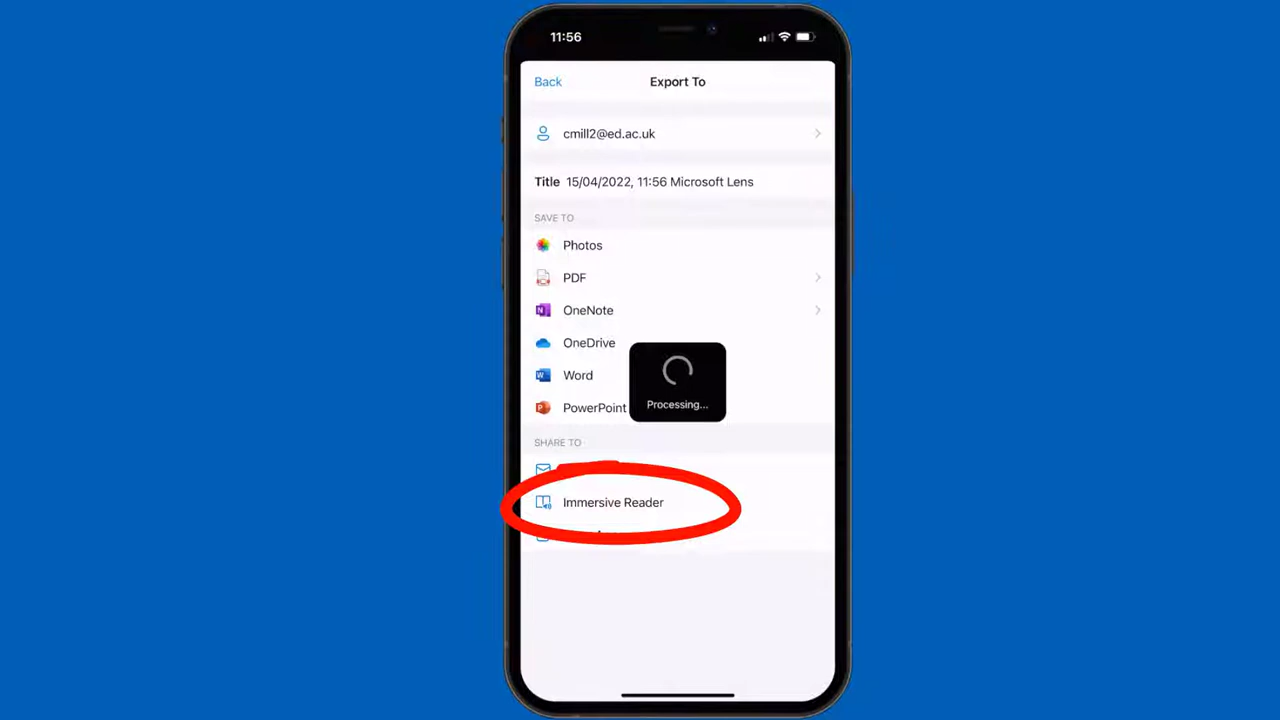 11:56
Back
Export To
cmill2@ed.ac.uk
Title 15/04/2022, 11:56 Microsoft Lens
SAVE TO
Photos
PDF
OneNote
OneDrive
Word
PowerPoint
Processing...
SHARE TO
Immersive Reader